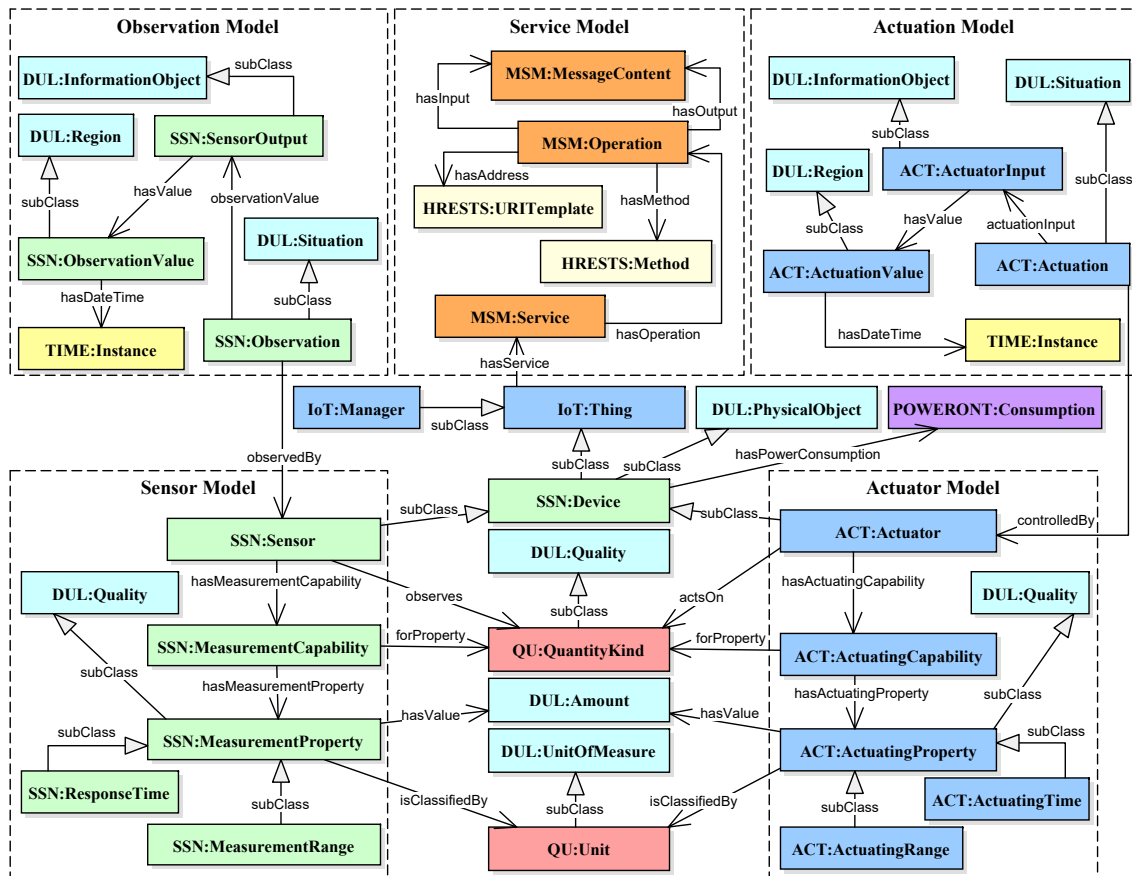 Observation Model
DUL:InformationObject
subClass
DUL:Region
SSN:SensorOutput
subClass
hasValue
observationValue
DUL:Situation
SSN:ObservationValue
hasDateTime
subClass
TIME:Instance
SSN:Observation
Service Model
MSM:MessageContent
hasInput
hasOutput
MSM:Operation
hasAddress
HRESTS:URITemplate
hasMethod
HRESTS:Method
MSM:Service
hasOperation
hasService
Actuation Model
DUL:InformationObject
DUL:Situation
subClass
DUL:Region
ACT:ActuatorInput
subClass
hasValue
subClass
actuationInput
ACT:ActuationValue
ACT:Actuation
hasDateTime
TIME:Instance
IoT:Manager
subClass
IoT:Thing
DUL:PhysicalObject
POWERONT:Consumption
observedBy
subClass
subClass
hasPowerConsumption
Sensor Model
SSN:Sensor
subClass
hasMeasurementCapability
DUL:Quality
observes
SSN:MeasurementCapability
forProperty
subClass
hasMeasurementProperty
subClass
SSN:MeasurementProperty
hasValue
SSN:ResponseTime
subClass
isClassifiedBy
SSN:MeasurementRange
SSN:Device
DUL:Quality
subClass
QU:QuantityKind
DUL:Amount
DUL:UnitOfMeasure
subClass
QU:Unit
Actuator Model
subClass
ACT:Actuator
controlledBy
hasActuatingCapability
actsOn
DUL:Quality
forProperty
ACT:ActuatingCapability
hasActuatingProperty
subClass
hasValue
ACT:ActuatingProperty
subClass
isClassifiedBy
subClass
ACT:ActuatingTime
ACT:ActuatingRange